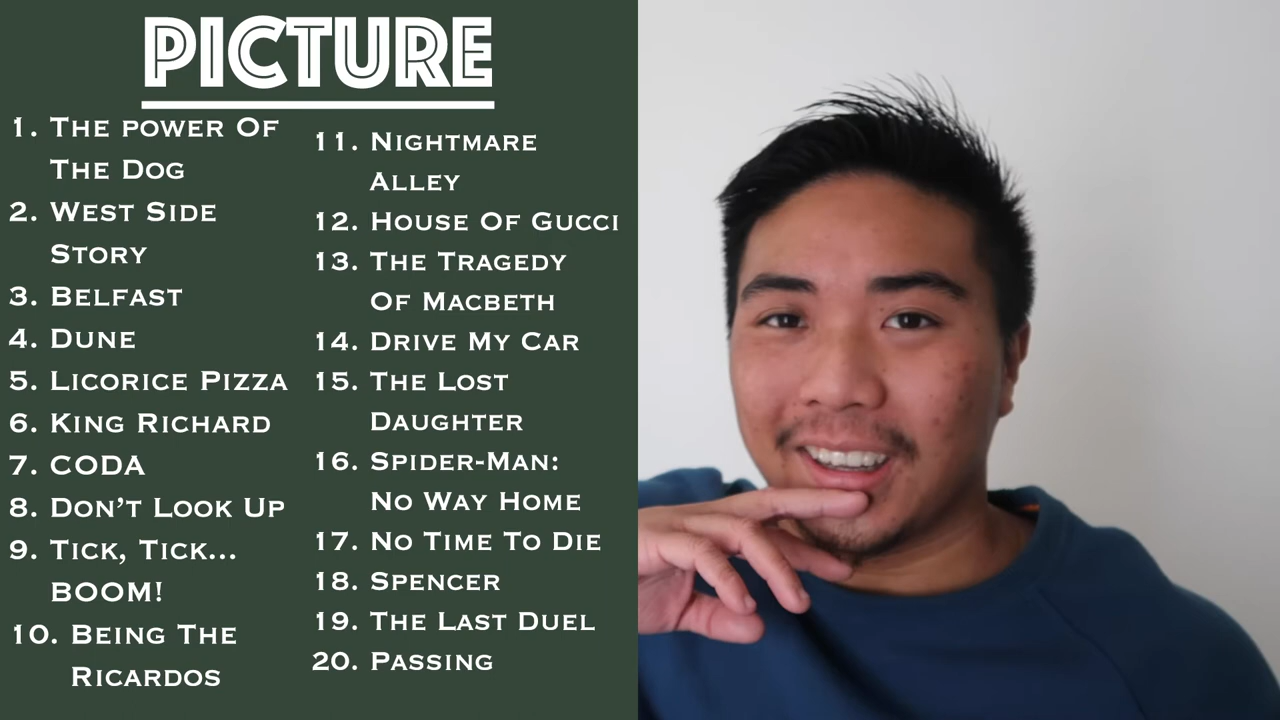 PICTURE
1. THE POWER OF
THE DOG
2. WEST SIDE
STORY
3. BELFAST
4. DUNE
5. LICORICE PIZZA
6. KING RICHARD
7. CODA
8. DON’T LOOK UP
9. TICK, TICK...
BOOM!
10. BEING THE
RICARDOS
11. NIGHTMARE
ALLEY
12. HOUSE OF GUCCI
13. THE TRAGEDY
OF MACBETH
14. DRIVE MY CAR
15. THE LOST
DAUGHTER
16. SPIDER-MAN:
NO WAY HOME
17. NO TIME TO DIE
18. SPENCER
19. THE LAST DUEL
20. PASSING